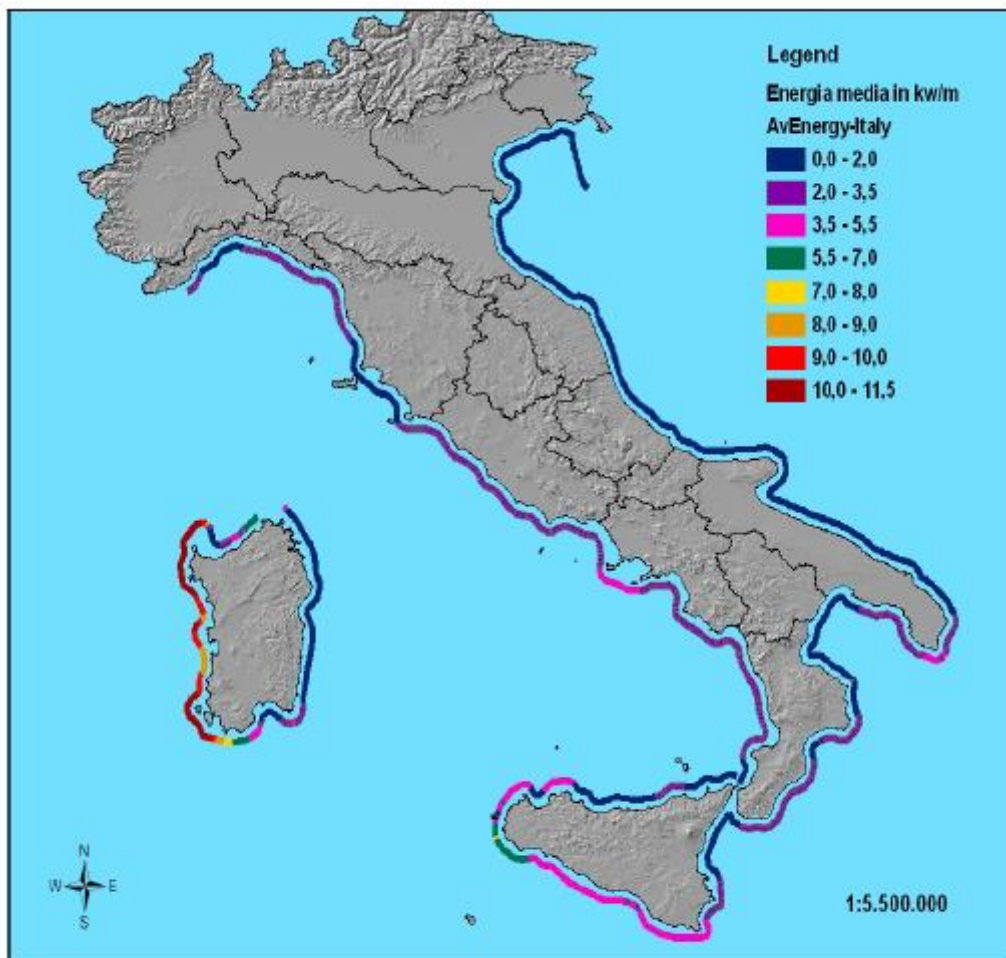 Legend
Energia media in kw/m
AvEnergy-Italy
0,0 - 2,0
2,0 - 3,5
3,5 - 5,5
5,5 - 7,0
7,0 - 8,0
8,0 - 9,0
9,0 - 10,0
10,0 - 11,5
N
W E
S
1:5.500.000